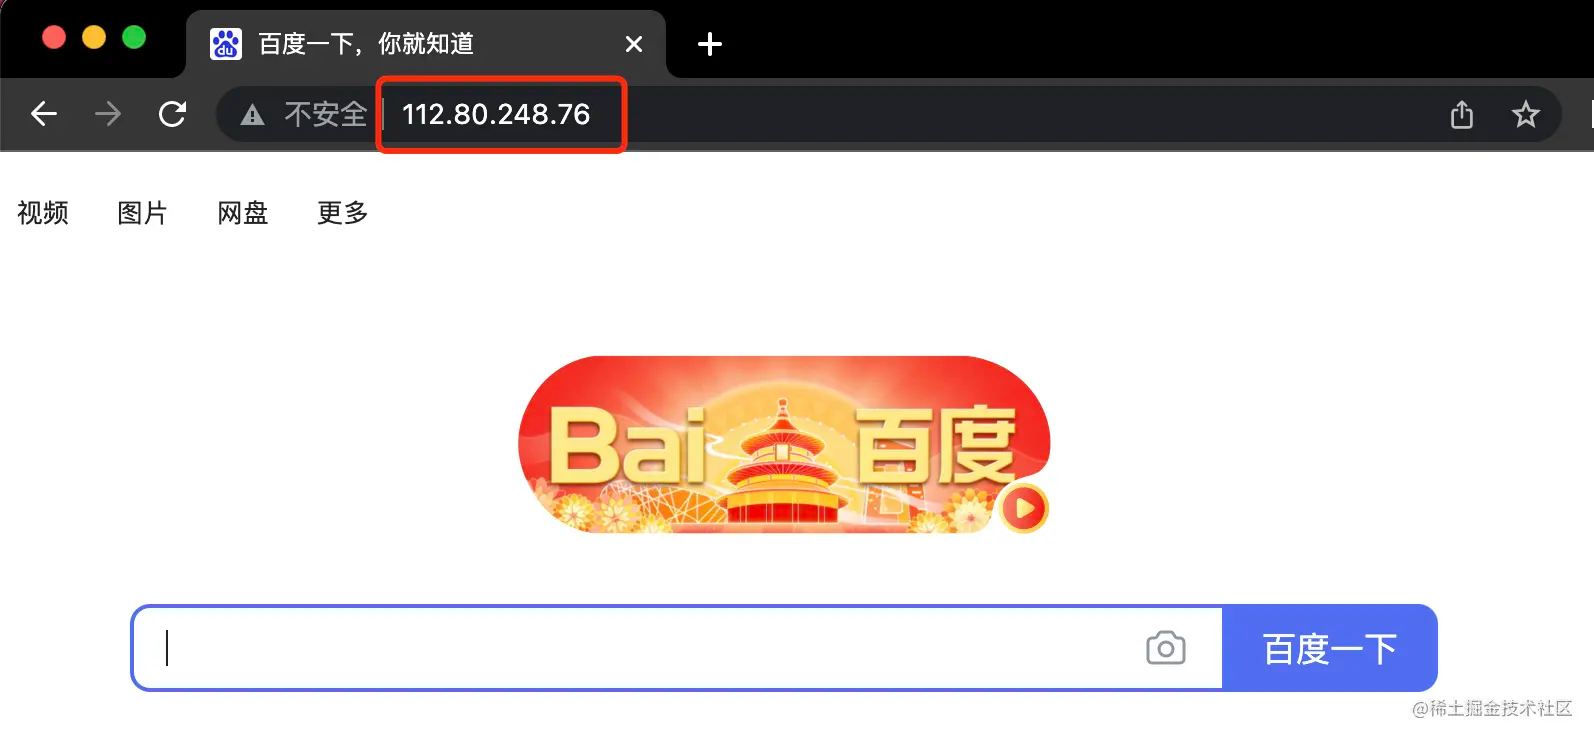 百度一下，你就知道
不安全 112.80.248.76
视频 图片 网盘 更多
Bai 百度
百度一下
@稀土掘金技术社区